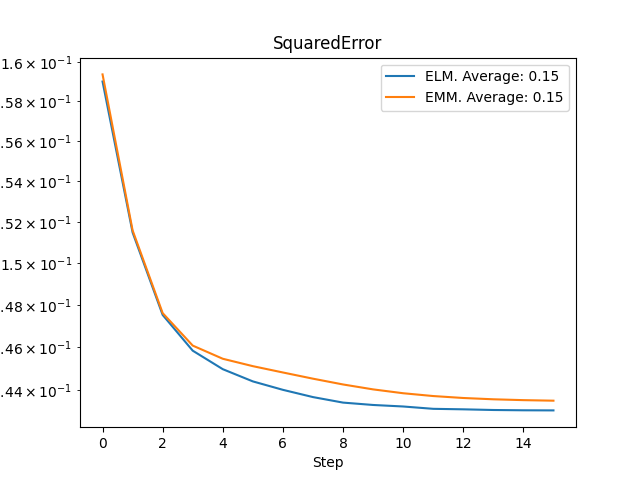 SquaredError
1.6 × 10⁻¹
.58 × 10⁻¹
.56 × 10⁻¹
.54 × 10⁻¹
.52 × 10⁻¹
1.5 × 10⁻¹
.48 × 10⁻¹
.46 × 10⁻¹
.44 × 10⁻¹
ELM. Average: 0.15
EMM. Average: 0.15
0 2 4 6 8 10 12 14
Step